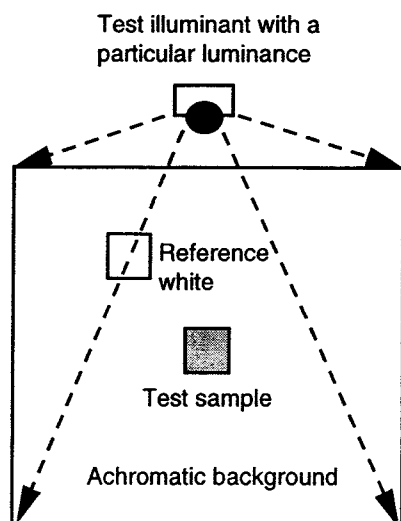 Test illuminant with a
particular luminance
Reference
white
Test sample
Achromatic background